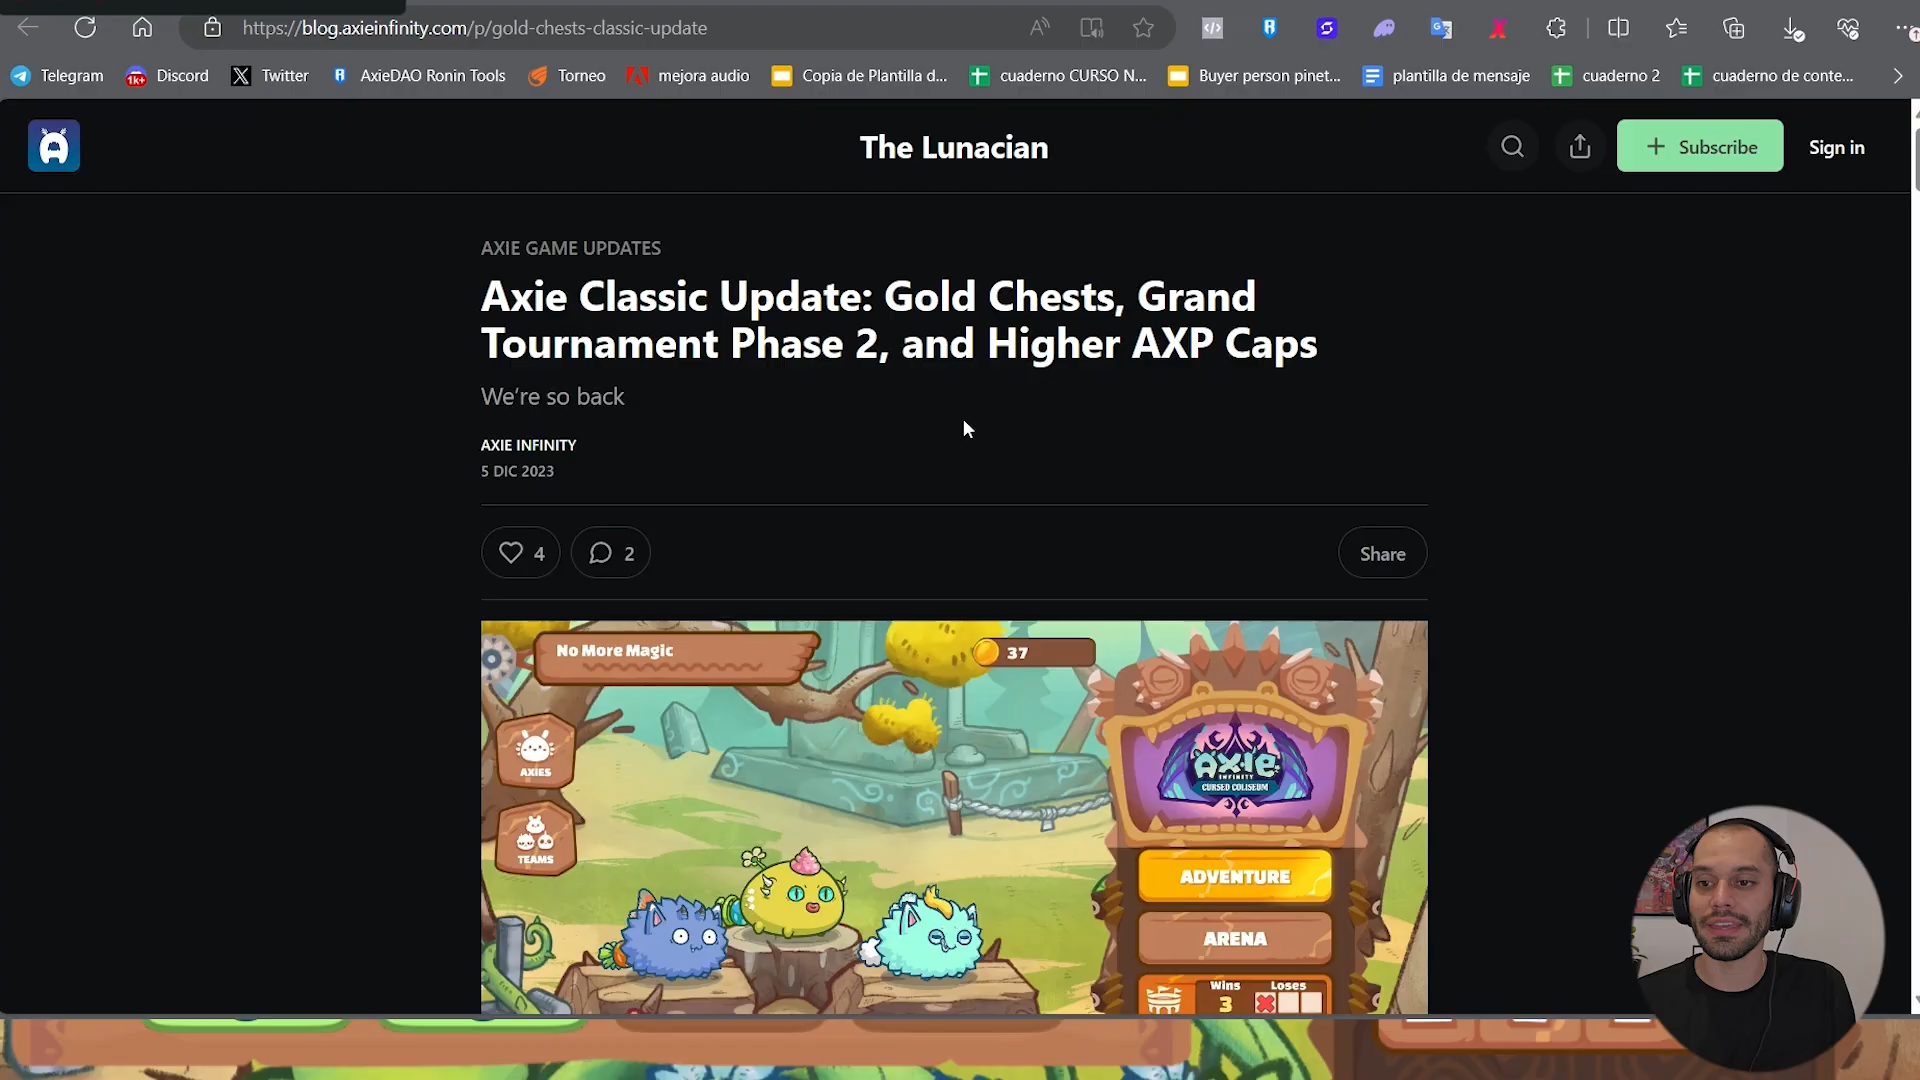 https://blog.axieinfinity.com/p/gold-chests-classic-update
Telegram
1k+
Discord
Twitter
AxieDAO Ronin Tools
Torneo
mejora audio
Copia de Plantilla d...
cuaderno CURSO N...
Buyer person pinet...
plantilla de mensaje
cuaderno 2
cuaderno de conte...
The Lunacian
Subscribe
Sign in
AXIE GAME UPDATES
Axie Classic Update: Gold Chests, Grand
Tournament Phase 2, and Higher AXP Caps
We're so back
AXIE INFINITY
5 DIC 2023
4
2
Share
No More Magic
37
AXIES
TEAMS
AXIE
INFINITY
CURSED COLISEUM
ADVENTURE
ARENA
Wins
Loses
3